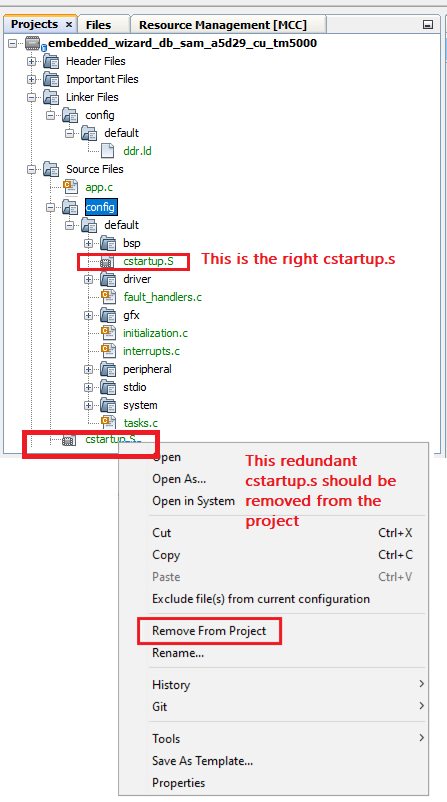 Projects × Files Resource Management [MCC]
embedded_wizard_db_sam_a5d29_cu_tm5000
Header Files
Important Files
Linker Files
config
default
ddr.ld
Source Files
app.c
config
default
bsp
cstartup.S This is the right cstartup.s
driver
fault_handlers.c
gfx
initialization.c
interrupts.c
peripheral
stdio
system
tasks.c
cstartup.S
Open
This redundant
cstartup.s should be
removed from the
project
Open As...
Open in System
Cut Ctrl+X
Copy Ctrl+C
Paste Ctrl+V
Exclude file(s) from current configuration
Remove From Project
Rename...
History
Git
Tools
Save As Template...
Properties